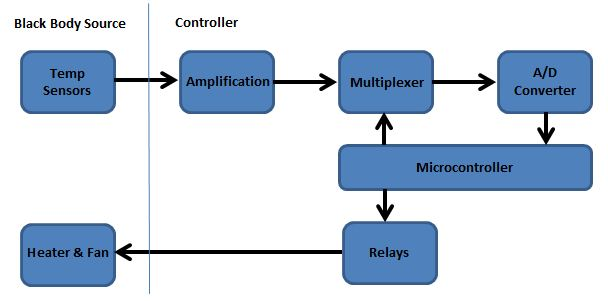 Black Body Source
Controller
Temp
Sensors
Amplification
Multiplexer
A/D
Converter
Microcontroller
Heater & Fan
Relays